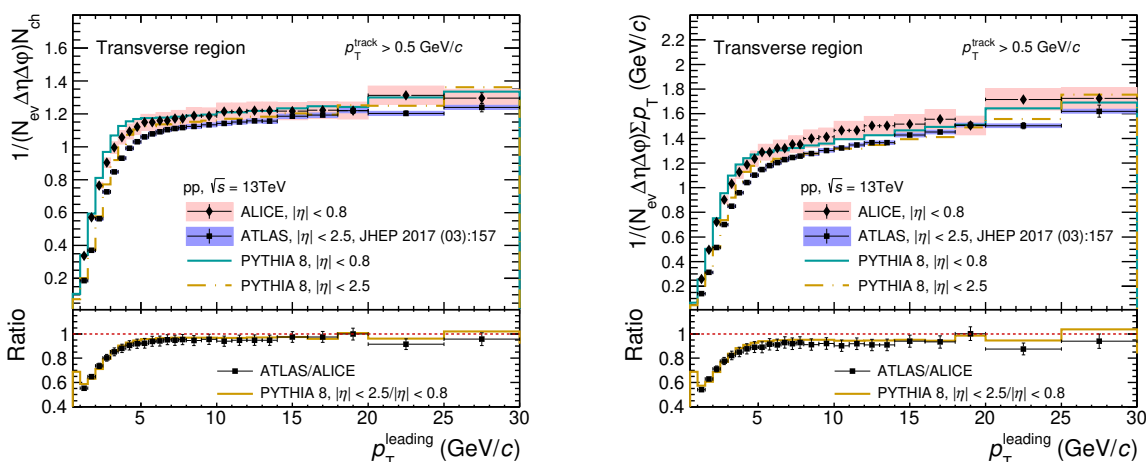 1/(N_ev ΔηΔφ)N_ch
1.6
1.4
1.2
1
0.8
0.6
0.4
0.2
Transverse region
p_T^track > 0.5 GeV/c
pp, √s = 13TeV
ALICE, |η| < 0.8
ATLAS, |η| < 2.5, JHEP 2017 (03):157
PYTHIA 8, |η| < 0.8
PYTHIA 8, |η| < 2.5
Ratio
1
0.8
0.6
0.4
ATLAS/ALICE
PYTHIA 8, |η| < 2.5/|η| < 0.8
5 10 15 20 25 30
p_T^leading (GeV/c)
1/(N_ev ΔηΔφ)Σp_T (GeV/c)
2.2
2
1.8
1.6
1.4
1.2
1
0.8
0.6
0.4
0.2
Transverse region
p_T^track > 0.5 GeV/c
pp, √s = 13TeV
ALICE, |η| < 0.8
ATLAS, |η| < 2.5, JHEP 2017 (03):157
PYTHIA 8, |η| < 0.8
PYTHIA 8, |η| < 2.5
Ratio
1
0.8
0.6
0.4
ATLAS/ALICE
PYTHIA 8, |η| < 2.5/|η| < 0.8
5 10 15 20 25 30
p_T^leading (GeV/c)